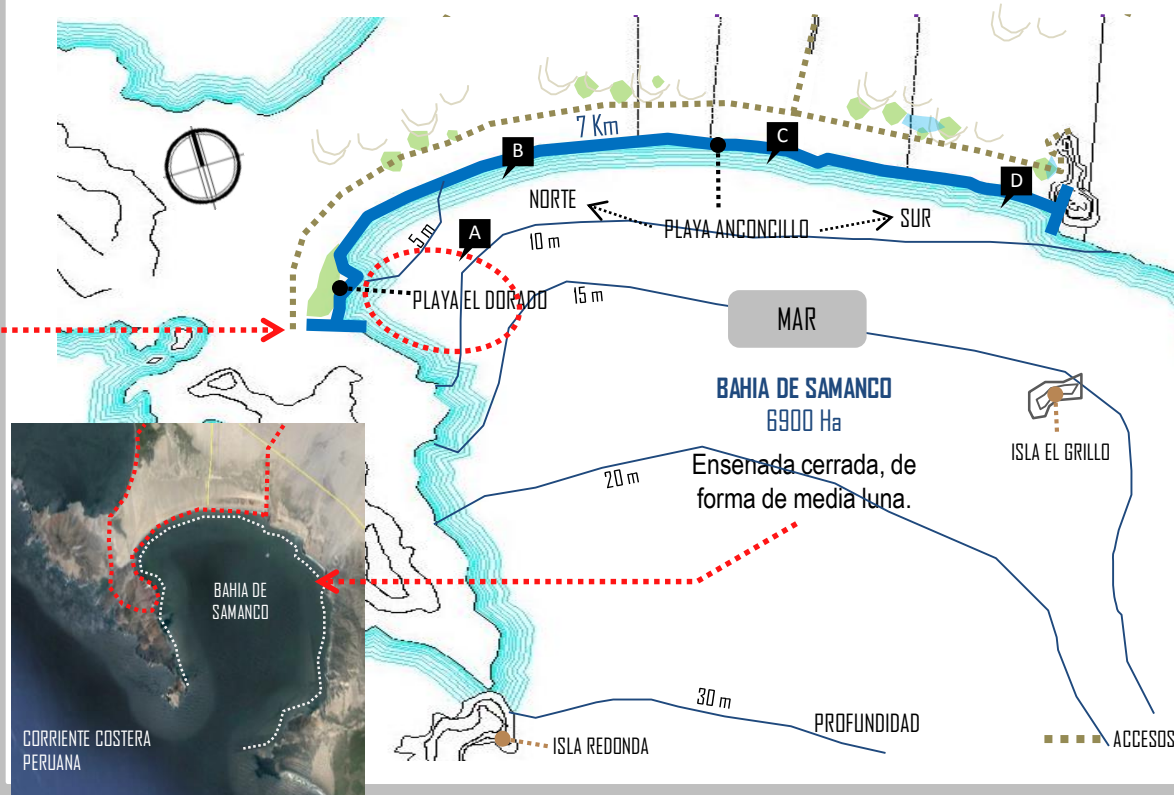 7 Km
B
C
D
NORTE
SUR
PLAYA ANCONCILLO
A
5 m
10 m
15 m
PLAYA EL DORADO
MAR
BAHIA DE SAMANCO
6900 Ha
Ensenada cerrada, de
forma de media luna.
ISLA EL GRILLO
20 m
30 m
PROFUNDIDAD
ISLA REDONDA
ACCESOS
BAHIA DE
SAMANCO
CORRIENTE COSTERA
PERUANA